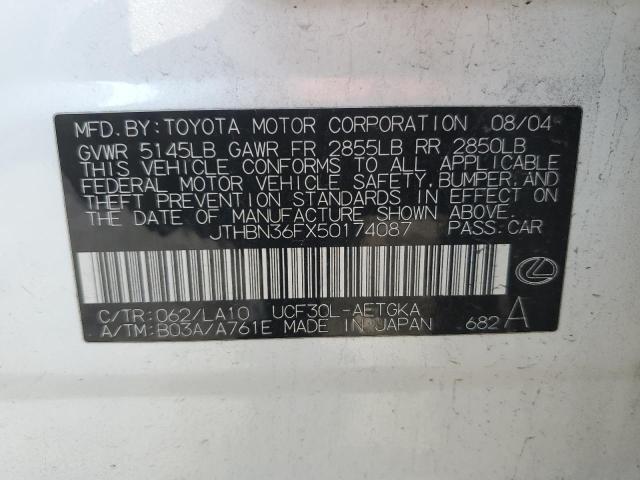 MFD.BY:TOYOTA MOTOR CORPORATION 08/04
GVWR 5145LB GAWR FR 2855LB RR 2850LB
THIS VEHICLE CONFORMS TO ALL APPLICABLE
FEDERAL MOTOR VEHICLE SAFETY,BUMPER,AND
THEFT PREVENTION STANDARDS IN EFFECT ON
THE DATE OF MANUFACTURE SHOWN ABOVE.
JTHBN36FX50174087 PASS.CAR
C/TR:062/LA10 UCF30L-AETGKA
A/TM:B03A/A761E MADE IN JAPAN 682 A